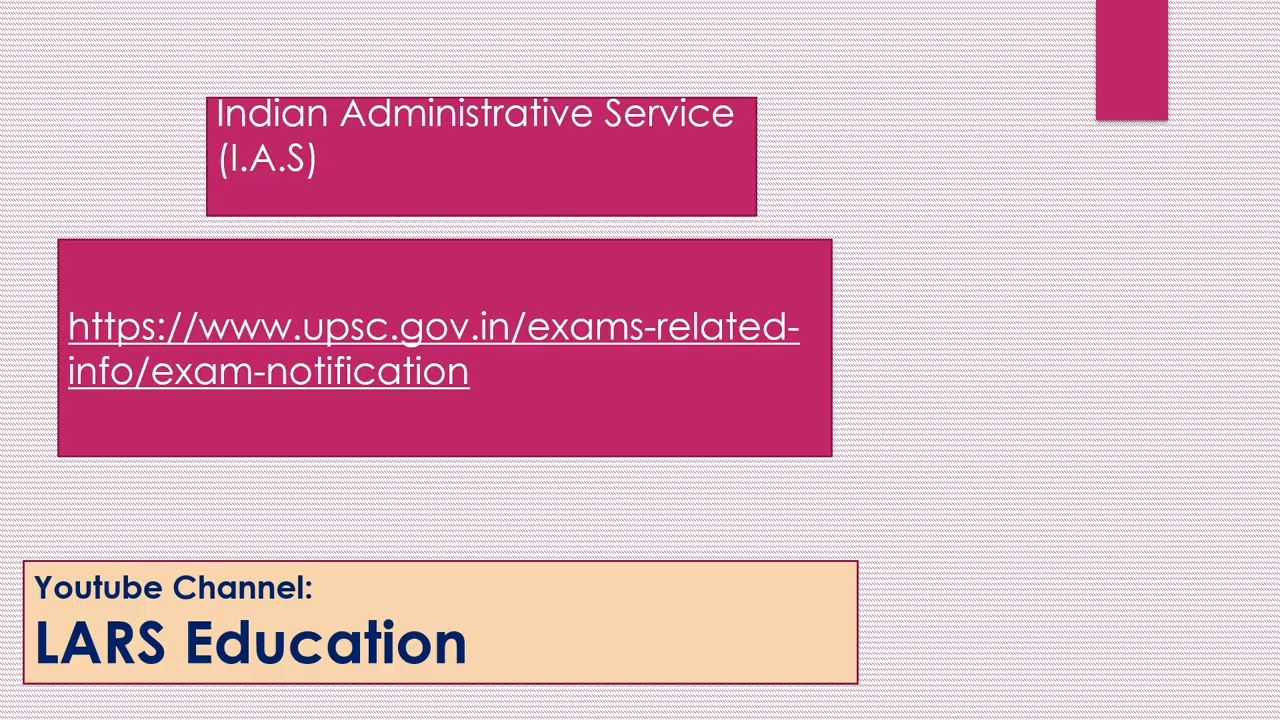 Indian Administrative Service
(I.A.S)
https://www.upsc.gov.in/exams-related-
info/exam-notification
Youtube Channel:
LARS Education